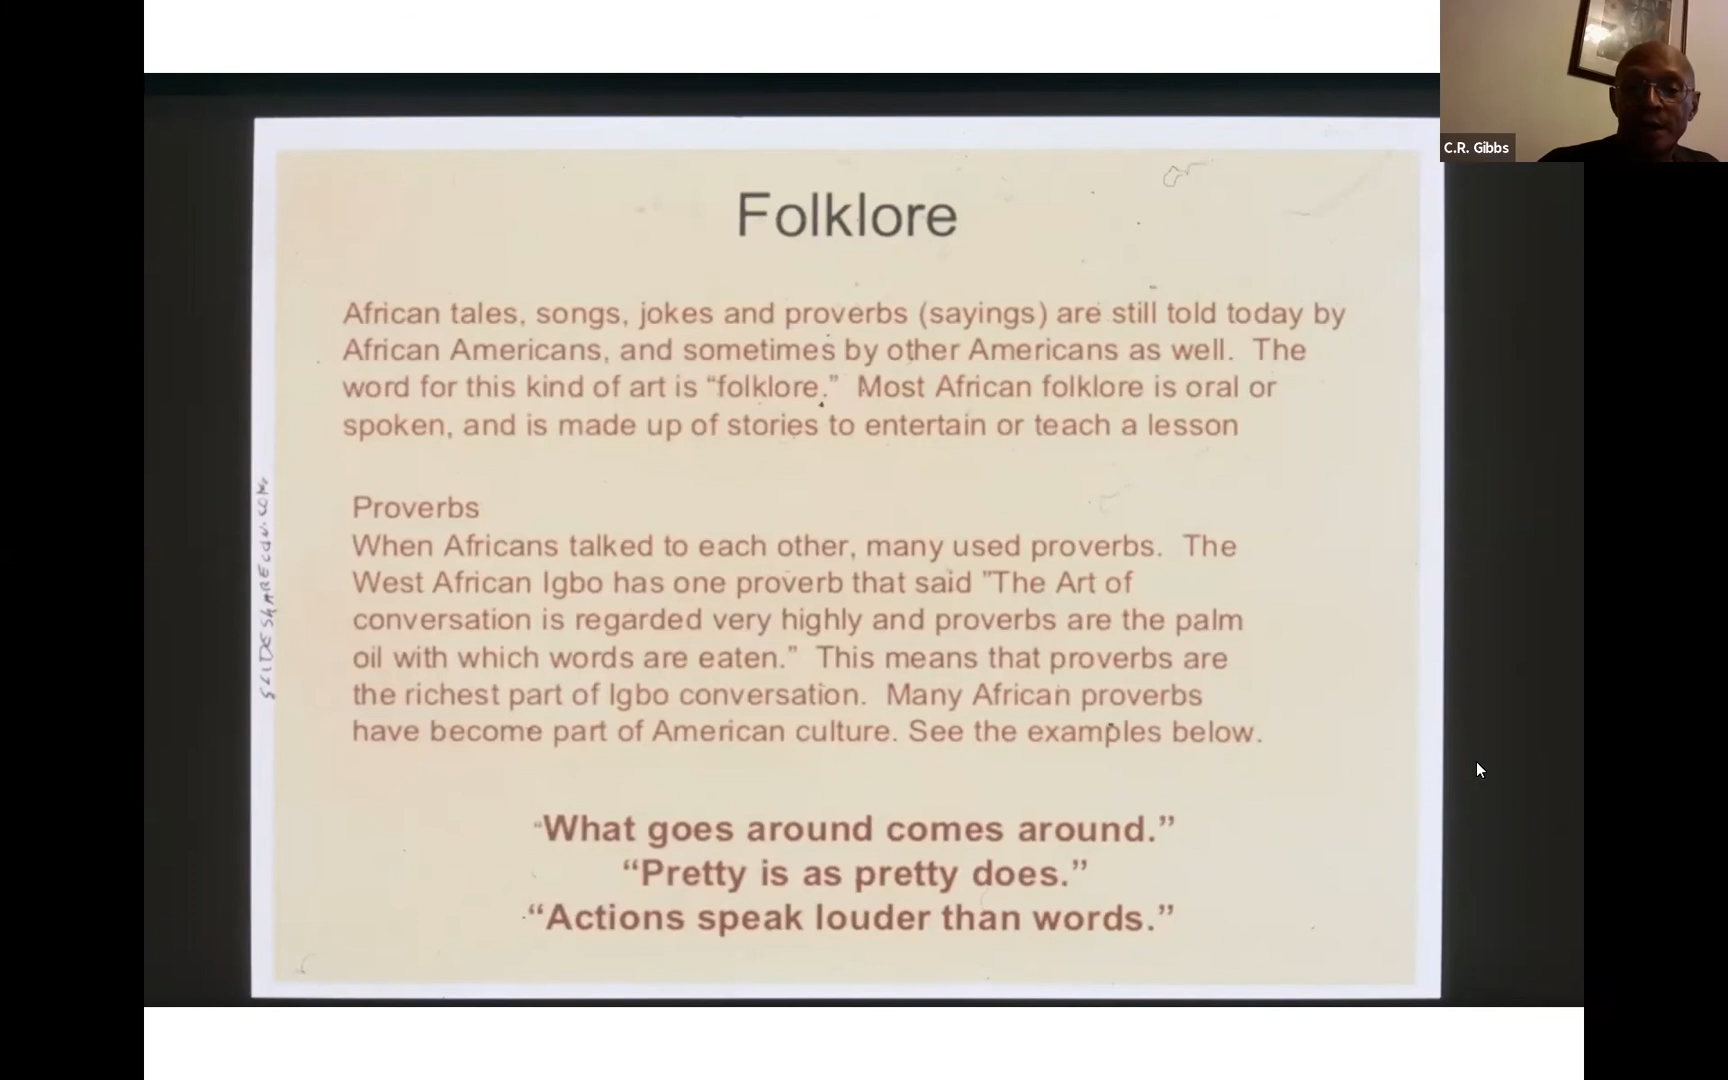 C.R. Gibbs
Folklore
African tales, songs, jokes and proverbs (sayings) are still told today by
African Americans, and sometimes by other Americans as well. The
word for this kind of art is “folklore.” Most African folklore is oral or
spoken, and is made up of stories to entertain or teach a lesson
Proverbs
When Africans talked to each other, many used proverbs. The
West African Igbo has one proverb that said "The Art of
conversation is regarded very highly and proverbs are the palm
oil with which words are eaten.” This means that proverbs are
the richest part of Igbo conversation. Many African proverbs
have become part of American culture. See the examples below.
“What goes around comes around.”
“Pretty is as pretty does.”
“Actions speak louder than words.”